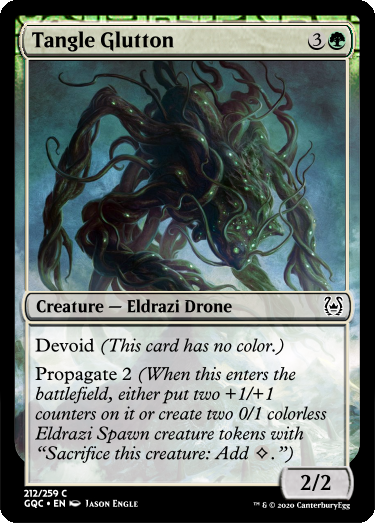 Tangle Glutton 3
Creature — Eldrazi Drone
Devoid (This card has no color.)
Propagate 2 (When this enters the
battlefield, either put two +1/+1
counters on it or create two 0/1 colorless
Eldrazi Spawn creature tokens with
“Sacrifice this creature: Add ◇.”)
2/2
212/259 C
GQC • EN JASON ENGLE
™ & © 2020 CanterburyEgg